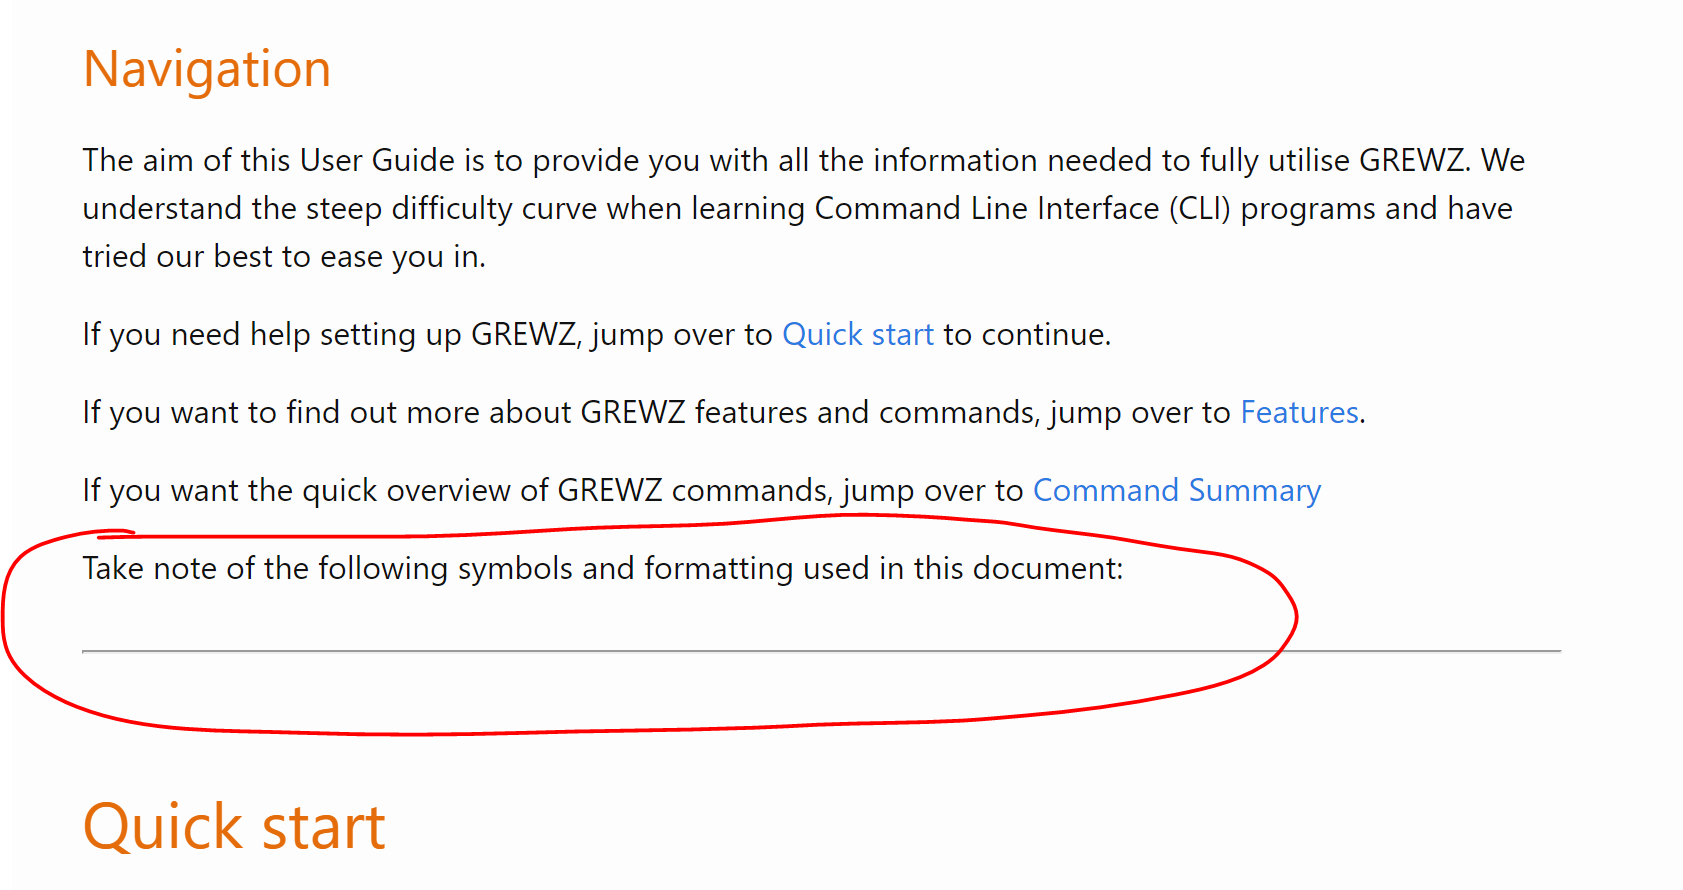 Navigation
The aim of this User Guide is to provide you with all the information needed to fully utilise GREWZ. We
understand the steep difficulty curve when learning Command Line Interface (CLI) programs and have
tried our best to ease you in.
If you need help setting up GREWZ, jump over to Quick start to continue.
If you want to find out more about GREWZ features and commands, jump over to Features.
If you want the quick overview of GREWZ commands, jump over to Command Summary
Take note of the following symbols and formatting used in this document:
Quick start